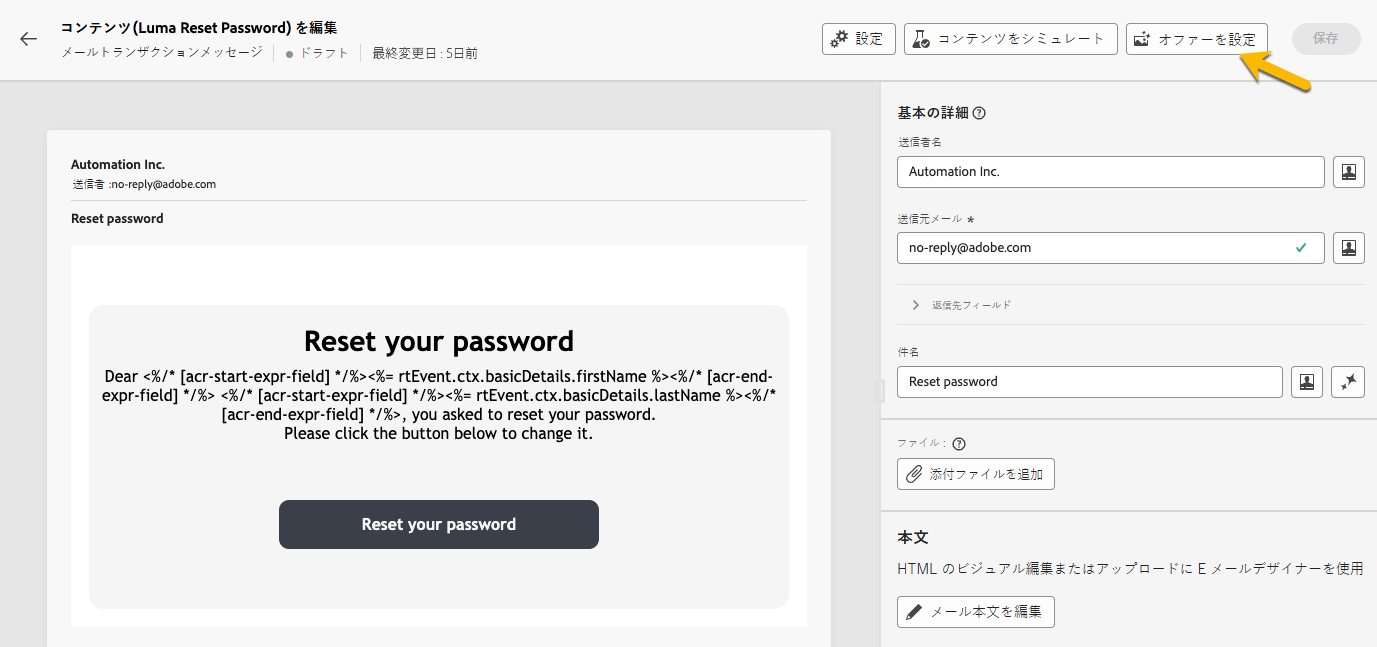 コンテンツ(Luma Reset Password) を編集
メールトランザクションメッセージ ドラフト 最終変更日 : 5日前
設定 コンテンツをシミュレート オファーを設定 保存
Automation Inc.
送信者 :no-reply@adobe.com
Reset password
Reset your password
Dear <%/* [acr-start-expr-field] */%><%= rtEvent.ctx.basicDetails.firstName %><%/* [acr-end-
expr-field] */%> <%/* [acr-start-expr-field] */%><%= rtEvent.ctx.basicDetails.lastName %><%/*
[acr-end-expr-field] */%>, you asked to reset your password.
Please click the button below to change it.
Reset your password
基本の詳細
送信者名
Automation Inc.
送信元メール *
no-reply@adobe.com
返信先フィールド
件名
Reset password
ファイル :
添付ファイルを追加
本文
HTML のビジュアル編集またはアップロードに E メールデザイナーを使用
メール本文を編集